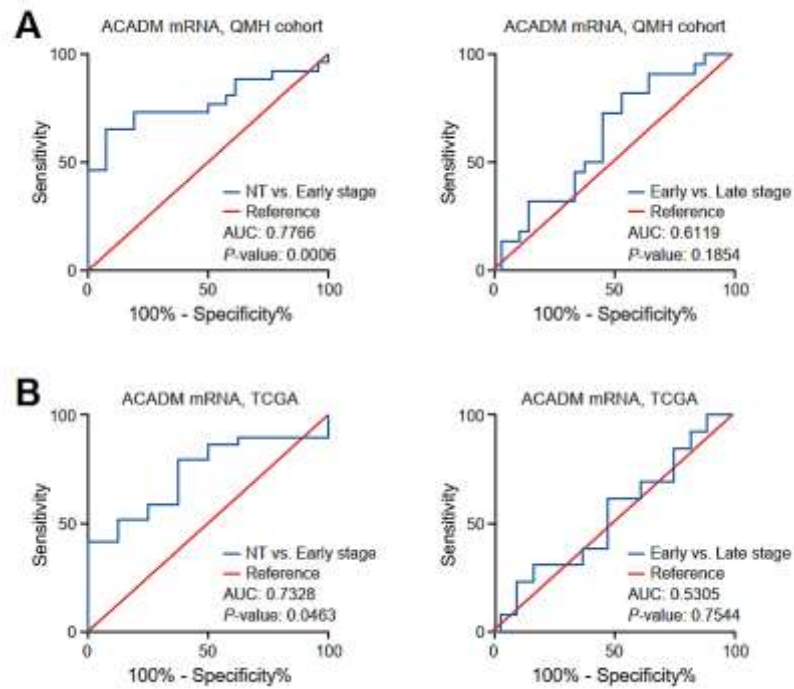 A
ACADM mRNA, QMH cohort
100
50
0
Sensitivity
NT vs. Early stage
Reference
AUC: 0.7766
P-value: 0.0006
0 50 100
100% - Specificity%
ACADM mRNA, QMH cohort
100
50
0
Sensitivity
Early vs. Late stage
Reference
AUC: 0.6119
P-value: 0.1854
0 50 100
100% - Specificity%
B
ACADM mRNA, TCGA
100
50
0
Sensitivity
NT vs. Early stage
Reference
AUC: 0.7328
P-value: 0.0463
0 50 100
100% - Specificity%
ACADM mRNA, TCGA
100
50
0
Sensitivity
Early vs. Late stage
Reference
AUC: 0.5305
P-value: 0.7544
0 50 100
100% - Specificity%